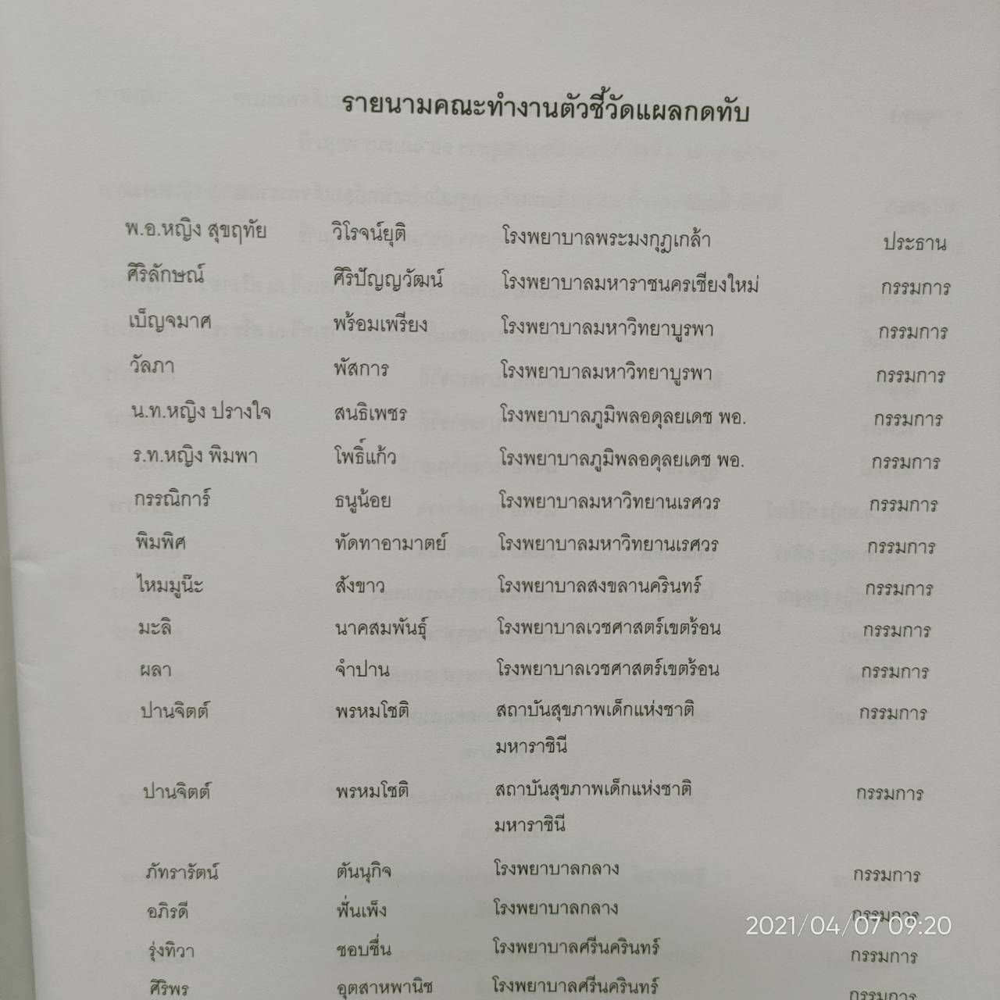 รายนามคณะทำงานตัวชี้วัดแผลกดทับ
พ.อ.หญิง สุขฤทัย วิโรจน์ยุติ โรงพยาบาลพระมงกุฎเกล้า ประธาน
ศิริลักษณ์ ศิริปัญญวัฒน์ โรงพยาบาลมหาราชนครเชียงใหม่ กรรมการ
เบ็ญจมาศ พร้อมเพรียง โรงพยาบาลมหาวิทยาบูรพา กรรมการ
วัลภา พัสการ โรงพยาบาลมหาวิทยาบูรพา กรรมการ
น.ท.หญิง ปรางใจ สนธิเพชร โรงพยาบาลภูมิพลอดุลยเดช พอ. กรรมการ
ร.ท.หญิง พิมพา โพธิ์แก้ว โรงพยาบาลภูมิพลอดุลยเดช พอ. กรรมการ
กรรณิการ์ ธนูน้อย โรงพยาบาลมหาวิทยานเรศวร กรรมการ
พิมพิศ ทัดทาอามาตย์ โรงพยาบาลมหาวิทยานเรศวร กรรมการ
ไหมมูน๊ะ สังขาว โรงพยาบาลสงขลานครินทร์ กรรมการ
มะลิ นาคสมพันธุ์ โรงพยาบาลเวชศาสตร์เขตร้อน กรรมการ
ผลา จำปาน โรงพยาบาลเวชศาสตร์เขตร้อน กรรมการ
ปานจิตต์ พรหมโชติ สถาบันสุขภาพเด็กแห่งชาติ กรรมการ
มหาราชินี
ปานจิตต์ พรหมโชติ สถาบันสุขภาพเด็กแห่งชาติ กรรมการ
มหาราชินี
ภัทรารัตน์ ตันนุกิจ โรงพยาบาลกลาง กรรมการ
อภิรดี ฟั่นเพ็ง โรงพยาบาลกลาง กรรมการ
2021/04/07 09:20
รุ่งทิวา ชอบชื่น โรงพยาบาลศรีนครินทร์ กรรมการ
ศิริพร อุตสาหพานิช โรงพยาบาลศรีนครินทร์ กรรมการ